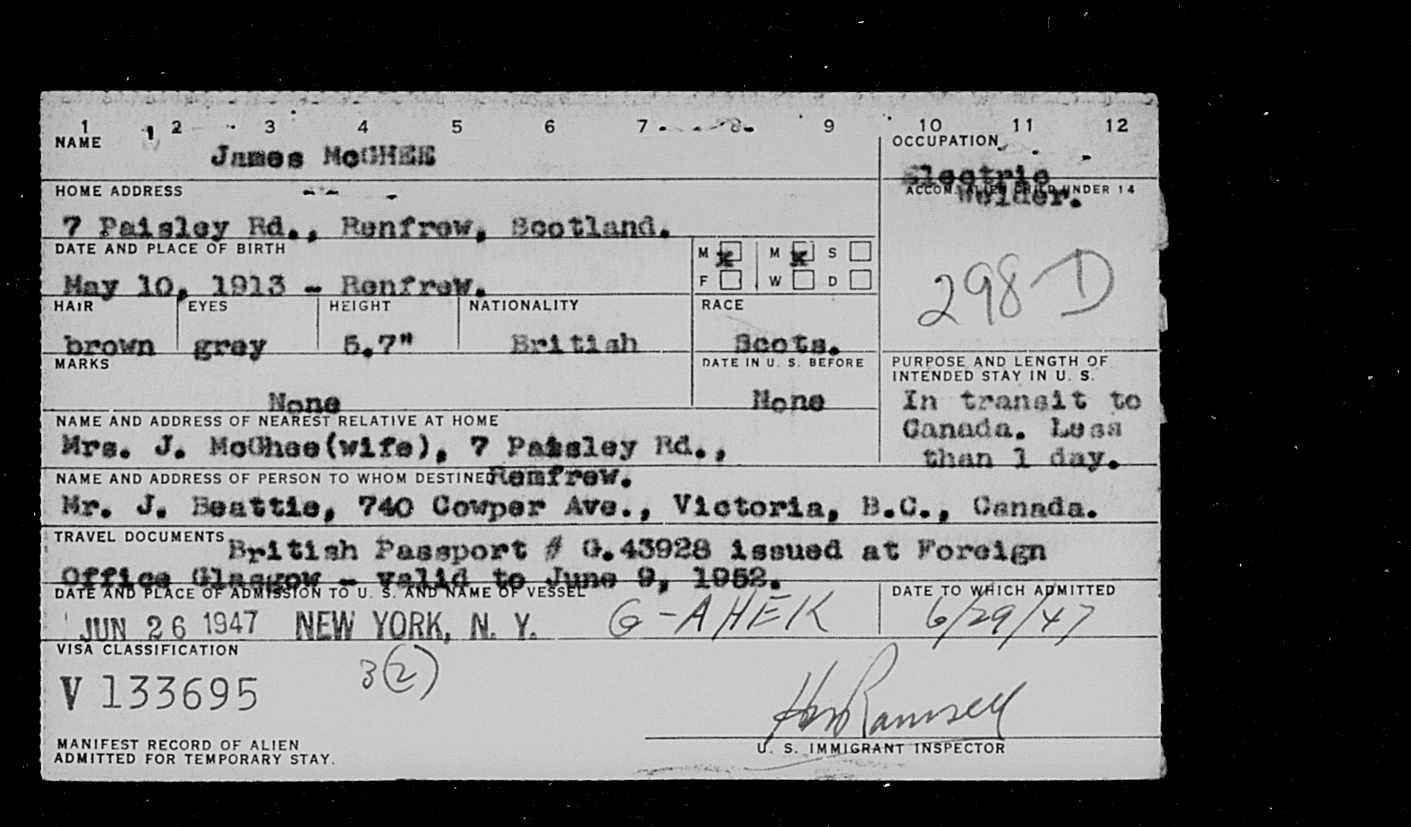 1 2 3 4 5 6 7 8 9 10 11 12
NAME
James McGHEE
OCCUPATION
Electric
Welder.
ACCOM. ALIEN CHILD UNDER 14
HOME ADDRESS
7 Paisley Rd., Renfrew, Scotland.
298 D
DATE AND PLACE OF BIRTH
May 10, 1913 - Renfrew.
M x M x S
F W D
HAIR EYES HEIGHT NATIONALITY RACE
brown grey 5.7" British Scots.
MARKS
None
DATE IN U. S. BEFORE
None
PURPOSE AND LENGTH OF
INTENDED STAY IN U. S.
In transit to
Canada. Less
than 1 day.
NAME AND ADDRESS OF NEAREST RELATIVE AT HOME
Mrs. J. McGhee(wife), 7 Paisley Rd.,
Renfrew.
NAME AND ADDRESS OF PERSON TO WHOM DESTINED
Mr. J. Beattie, 740 Cowper Ave., Victoria, B.C., Canada.
TRAVEL DOCUMENTS
British Passport # G.43928 issued at Foreign
Office Glasgow - valid to June 9, 1952.
DATE AND PLACE OF ADMISSION TO U. S. AND NAME OF VESSEL
JUN 26 1947 NEW YORK, N. Y. G-AHEK
DATE TO WHICH ADMITTED
6/29/47
VISA CLASSIFICATION
3(2)
V 133695
U. S. IMMIGRANT INSPECTOR
MANIFEST RECORD OF ALIEN
ADMITTED FOR TEMPORARY STAY.